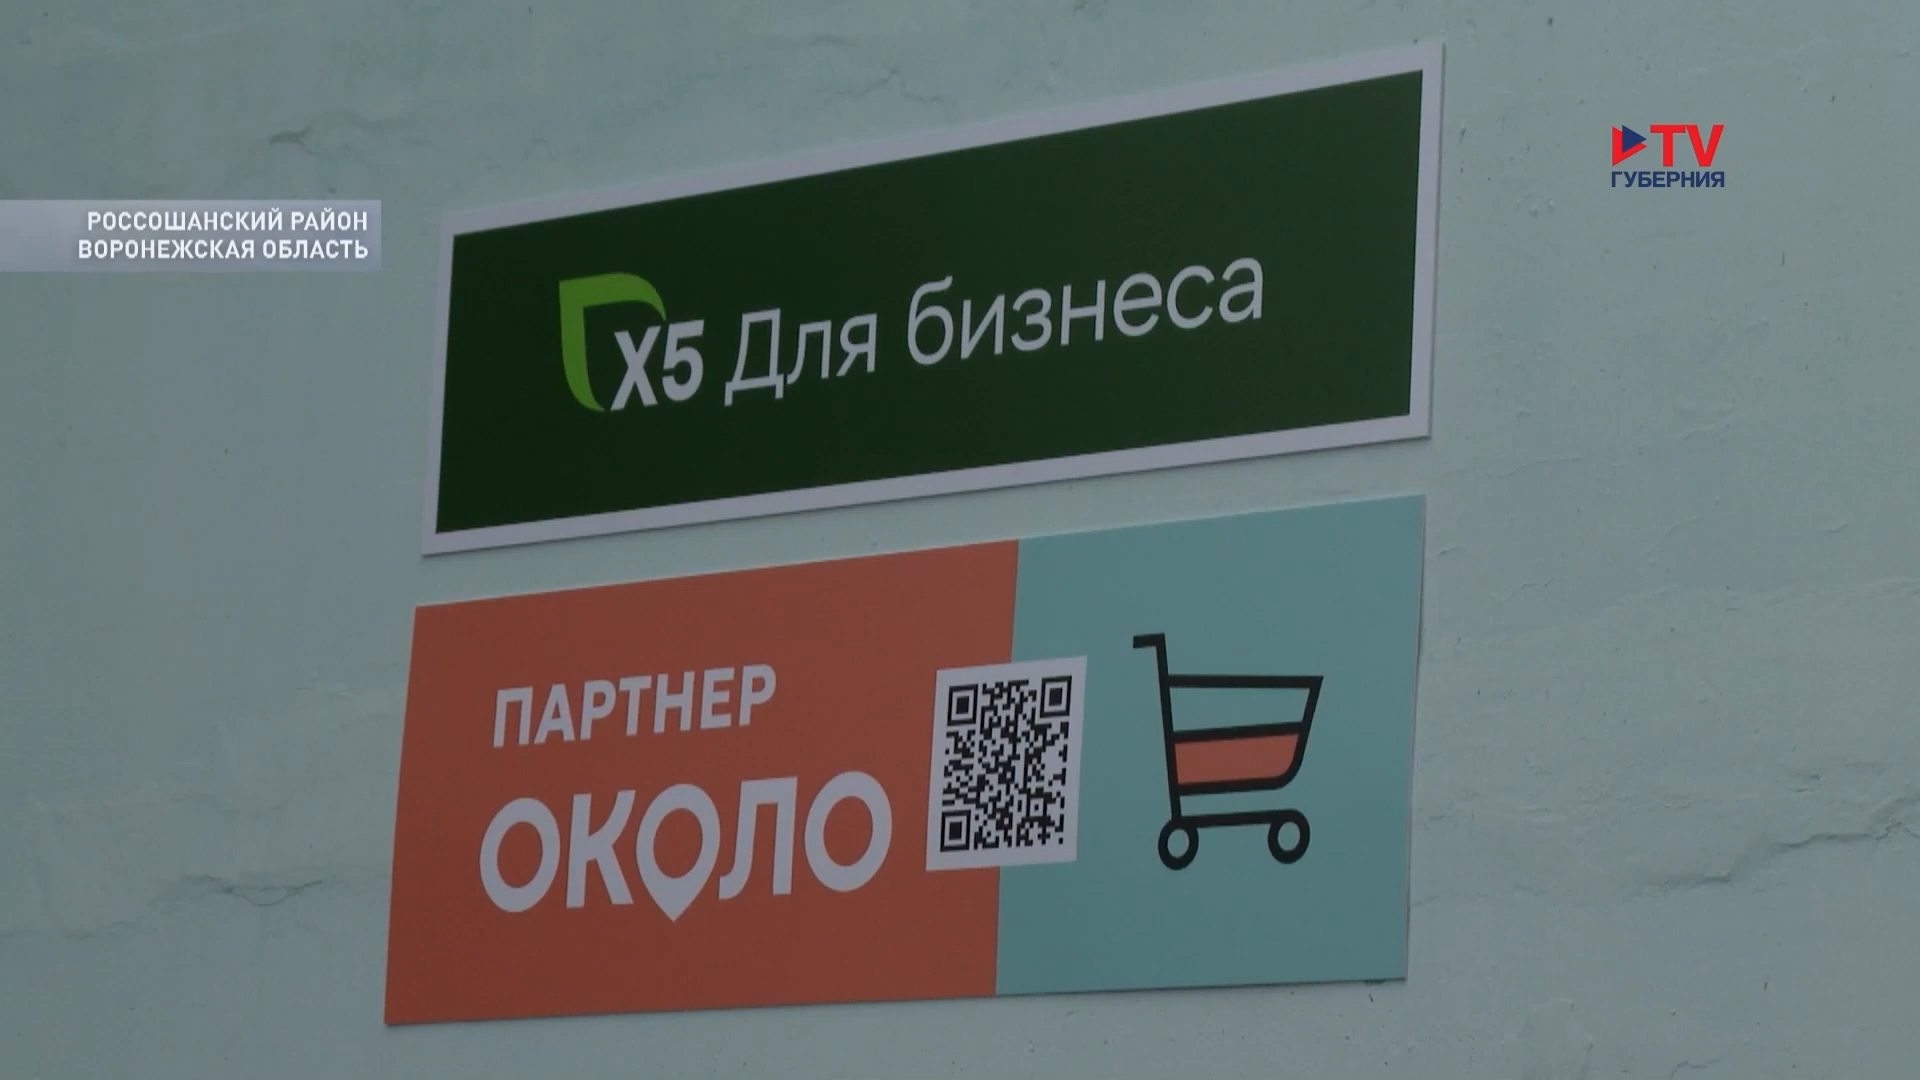 TV
ГУБЕРНИЯ
РОССОШАНСКИЙ РАЙОН
ВОРОНЕЖСКАЯ ОБЛАСТЬ
X5 Для бизнеса
ПАРТНЕР
ОКОЛО